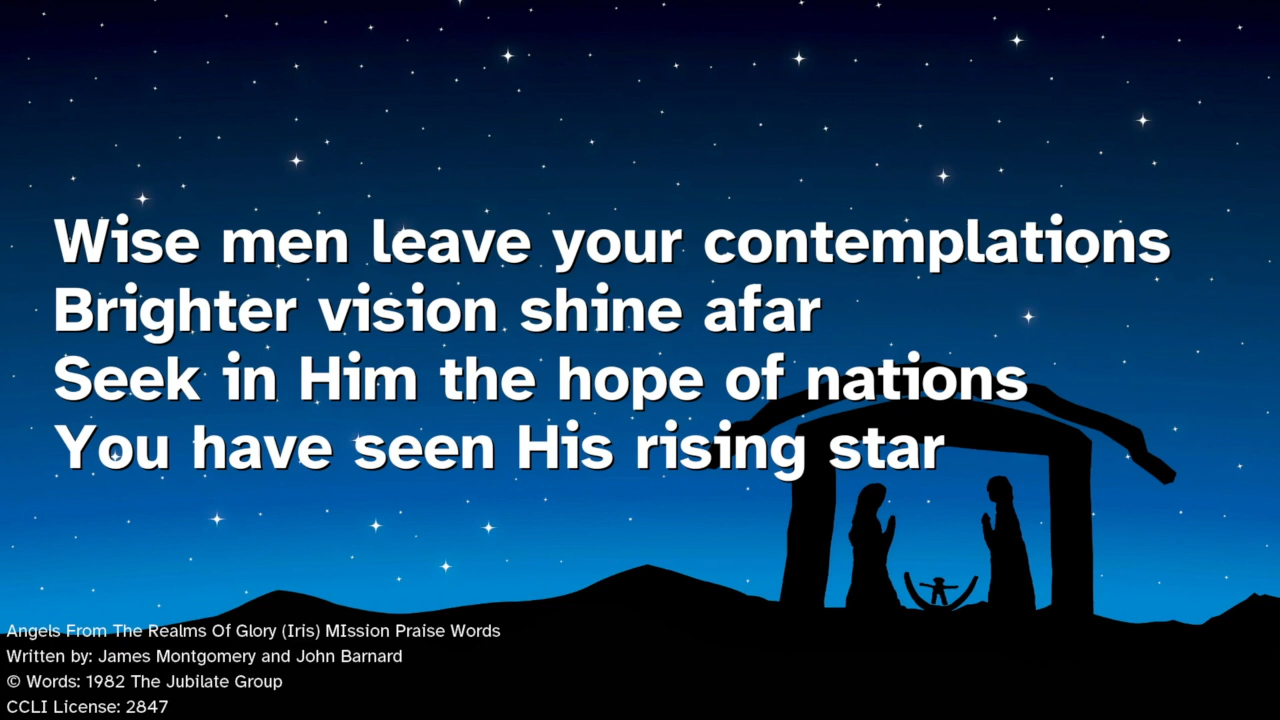 Wise men leave your contemplations
Brighter vision shine afar
Seek in Him the hope of nations
You have seen His rising star
Angels From The Realms Of Glory (Iris) MIssion Praise Words
Written by: James Montgomery and John Barnard
© Words: 1982 The Jubilate Group
CCLI License: 2847